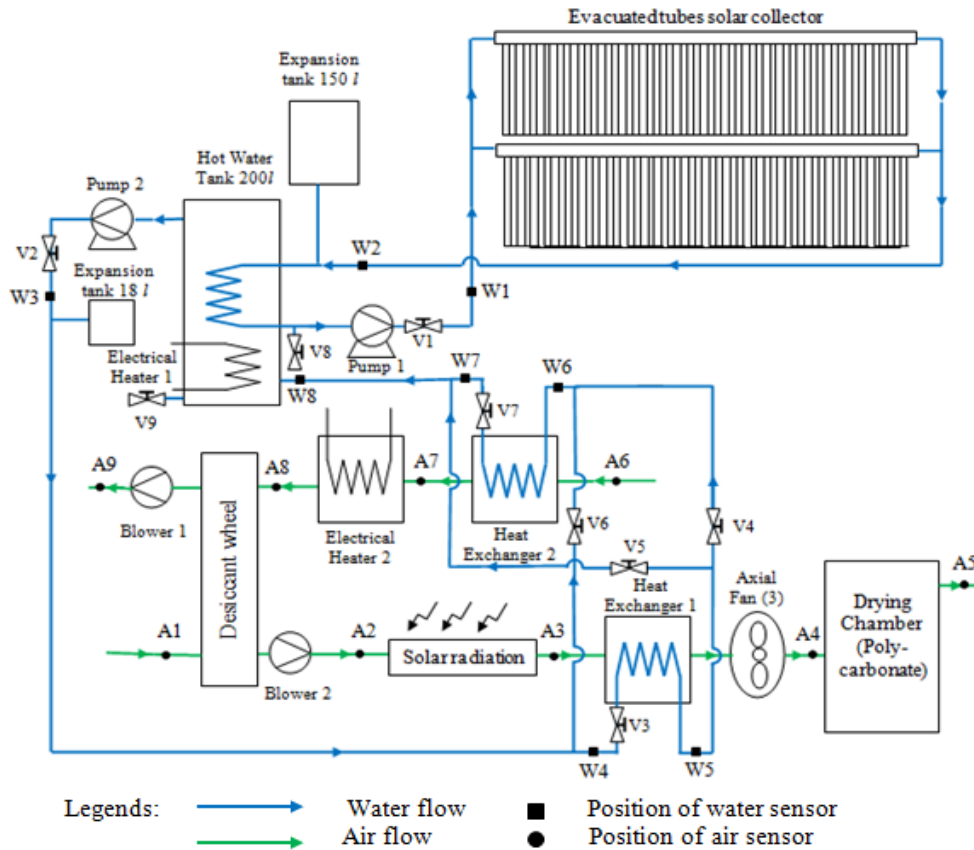 Evacuated tubes solar collector
Expansion
tank 150 l
Hot Water
Tank 200l
Pump 2
V2
W3
Expansion
tank 18 l
W2
W1
V1
Pump 1
V8
Electrical
Heater 1
V9
W8
W7
W6
V7
A9
A8
A7
A6
Blower 1
Desiccant wheel
Electrical
Heater 2
Heat
Exchanger 2
V6
V4
V5
Heat
Exchanger 1
Axial
Fan (3)
A5
A1
Blower 2
A2
Solar radiation
A3
A4
Drying
Chamber
(Poly-
carbonate)
V3
W4
W5
Legends:
Water flow
Position of water sensor
Air flow
Position of air sensor